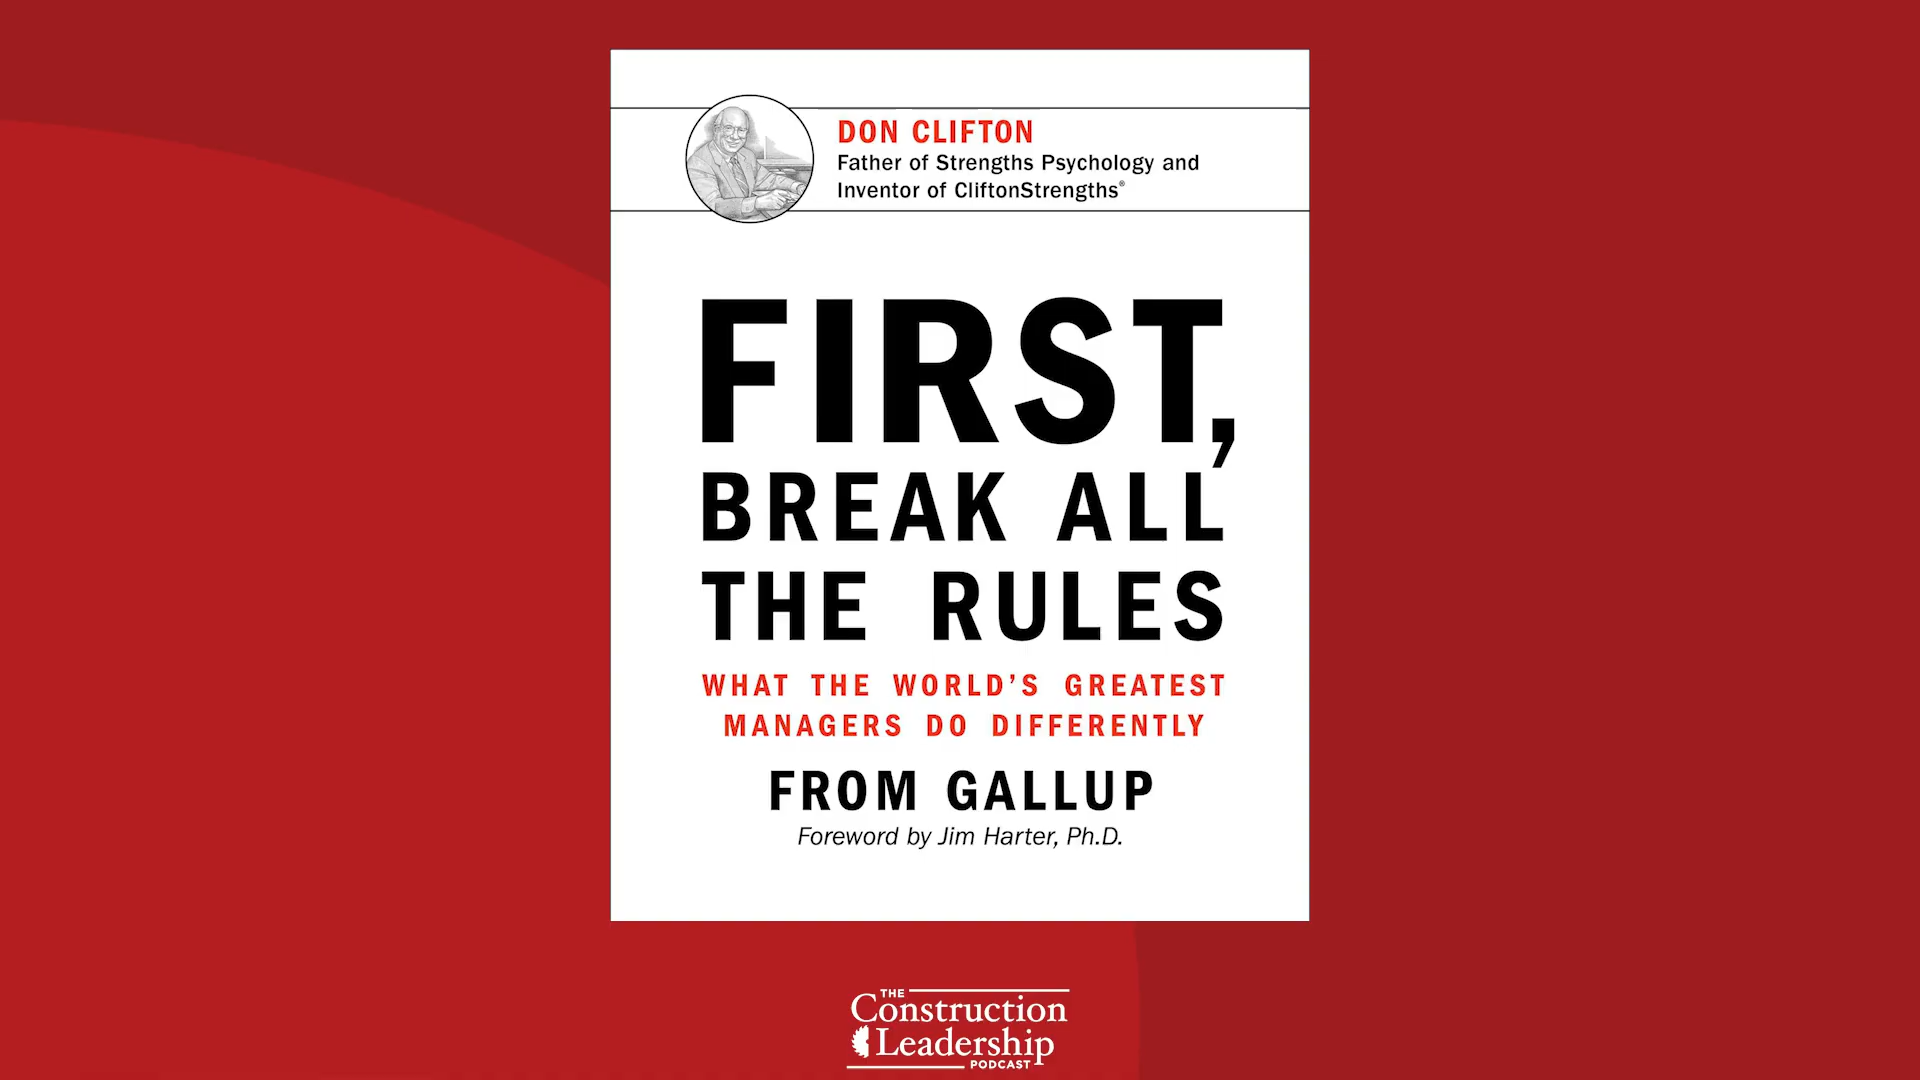 DON CLIFTON
Father of Strengths Psychology and
Inventor of CliftonStrengths®
FIRST,
BREAK ALL
THE RULES
WHAT THE WORLD'S GREATEST
MANAGERS DO DIFFERENTLY
FROM GALLUP
Foreword by Jim Harter, Ph.D.
THE
Construction
Leadership
PODCAST